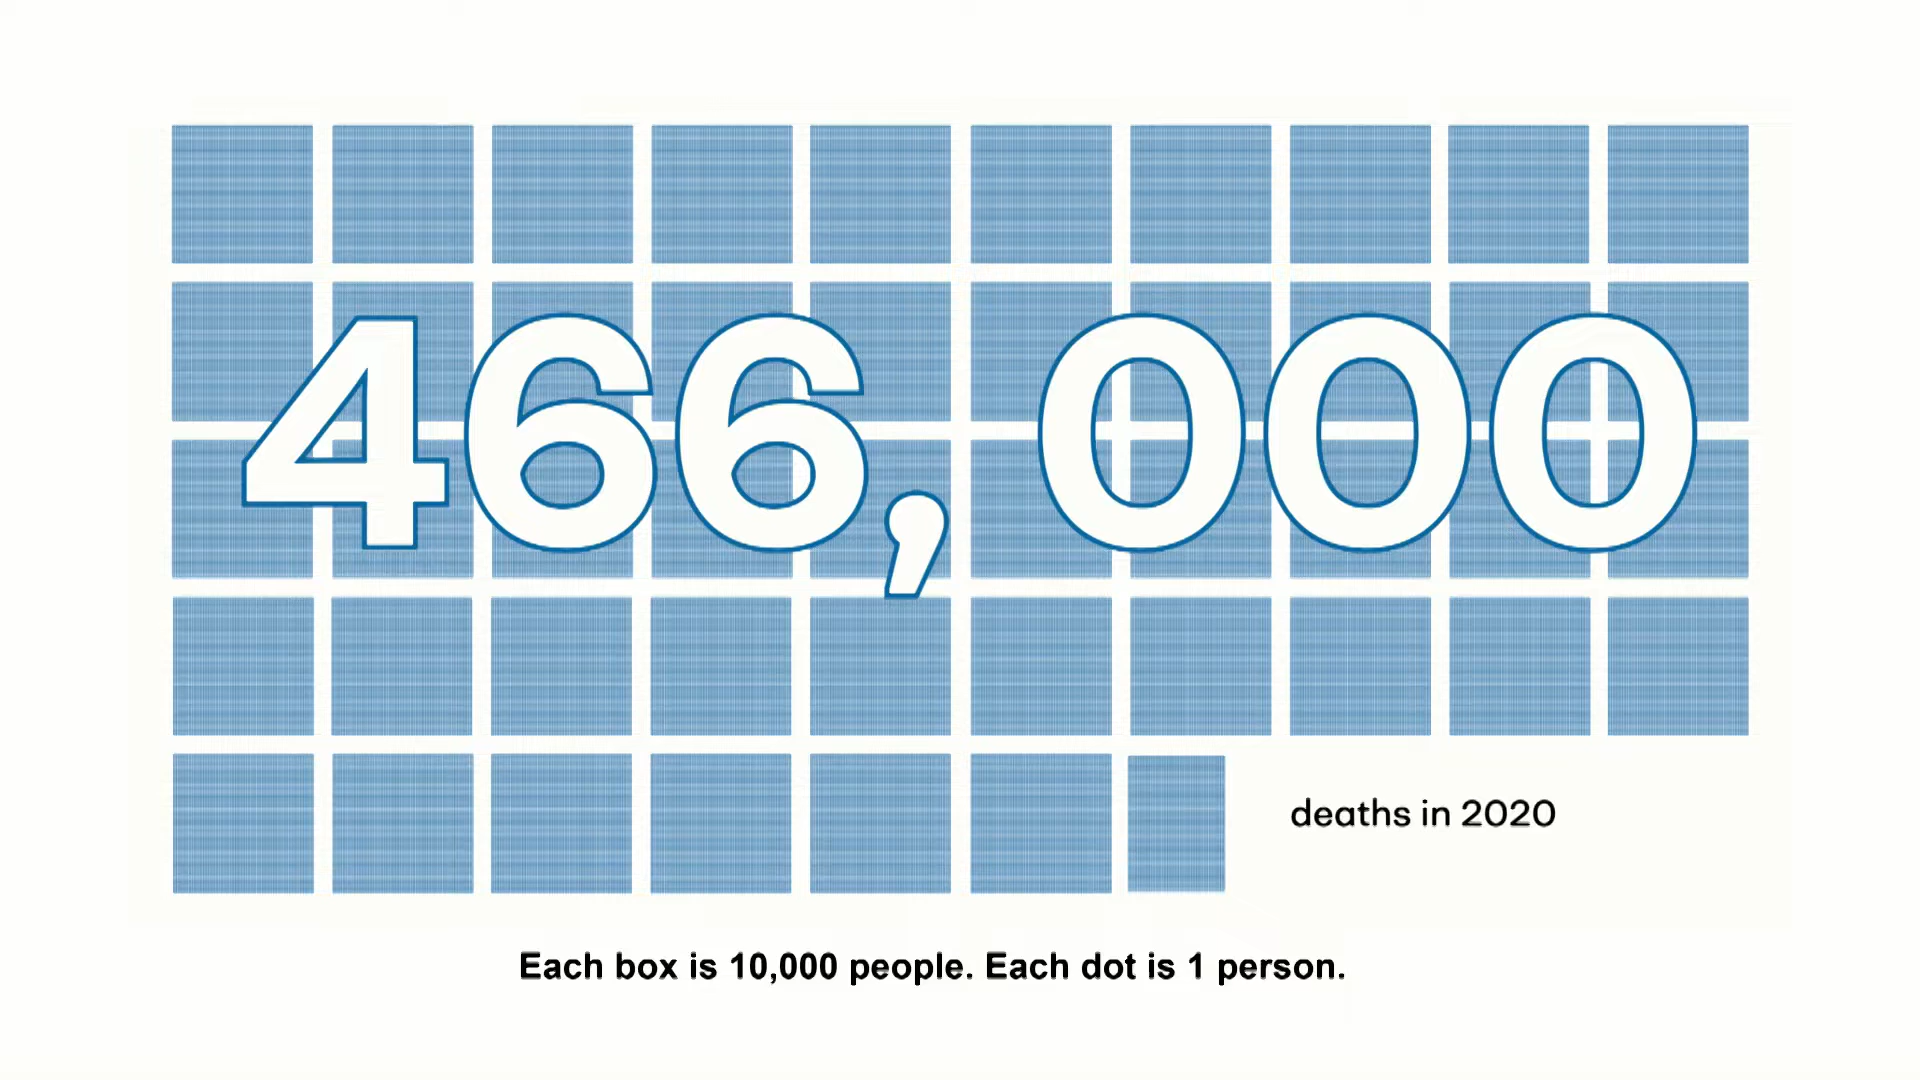 466,000
deaths in 2020
Each box is 10,000 people. Each dot is 1 person.